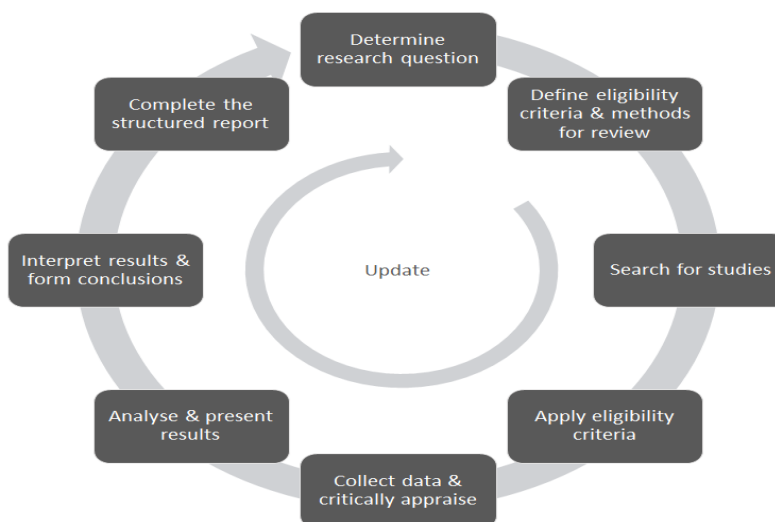 Determine
research question
Define eligibility
criteria & methods
for review
Search for studies
Apply eligibility
criteria
Collect data &
critically appraise
Analyse & present
results
Interpret results &
form conclusions
Complete the
structured report
Update